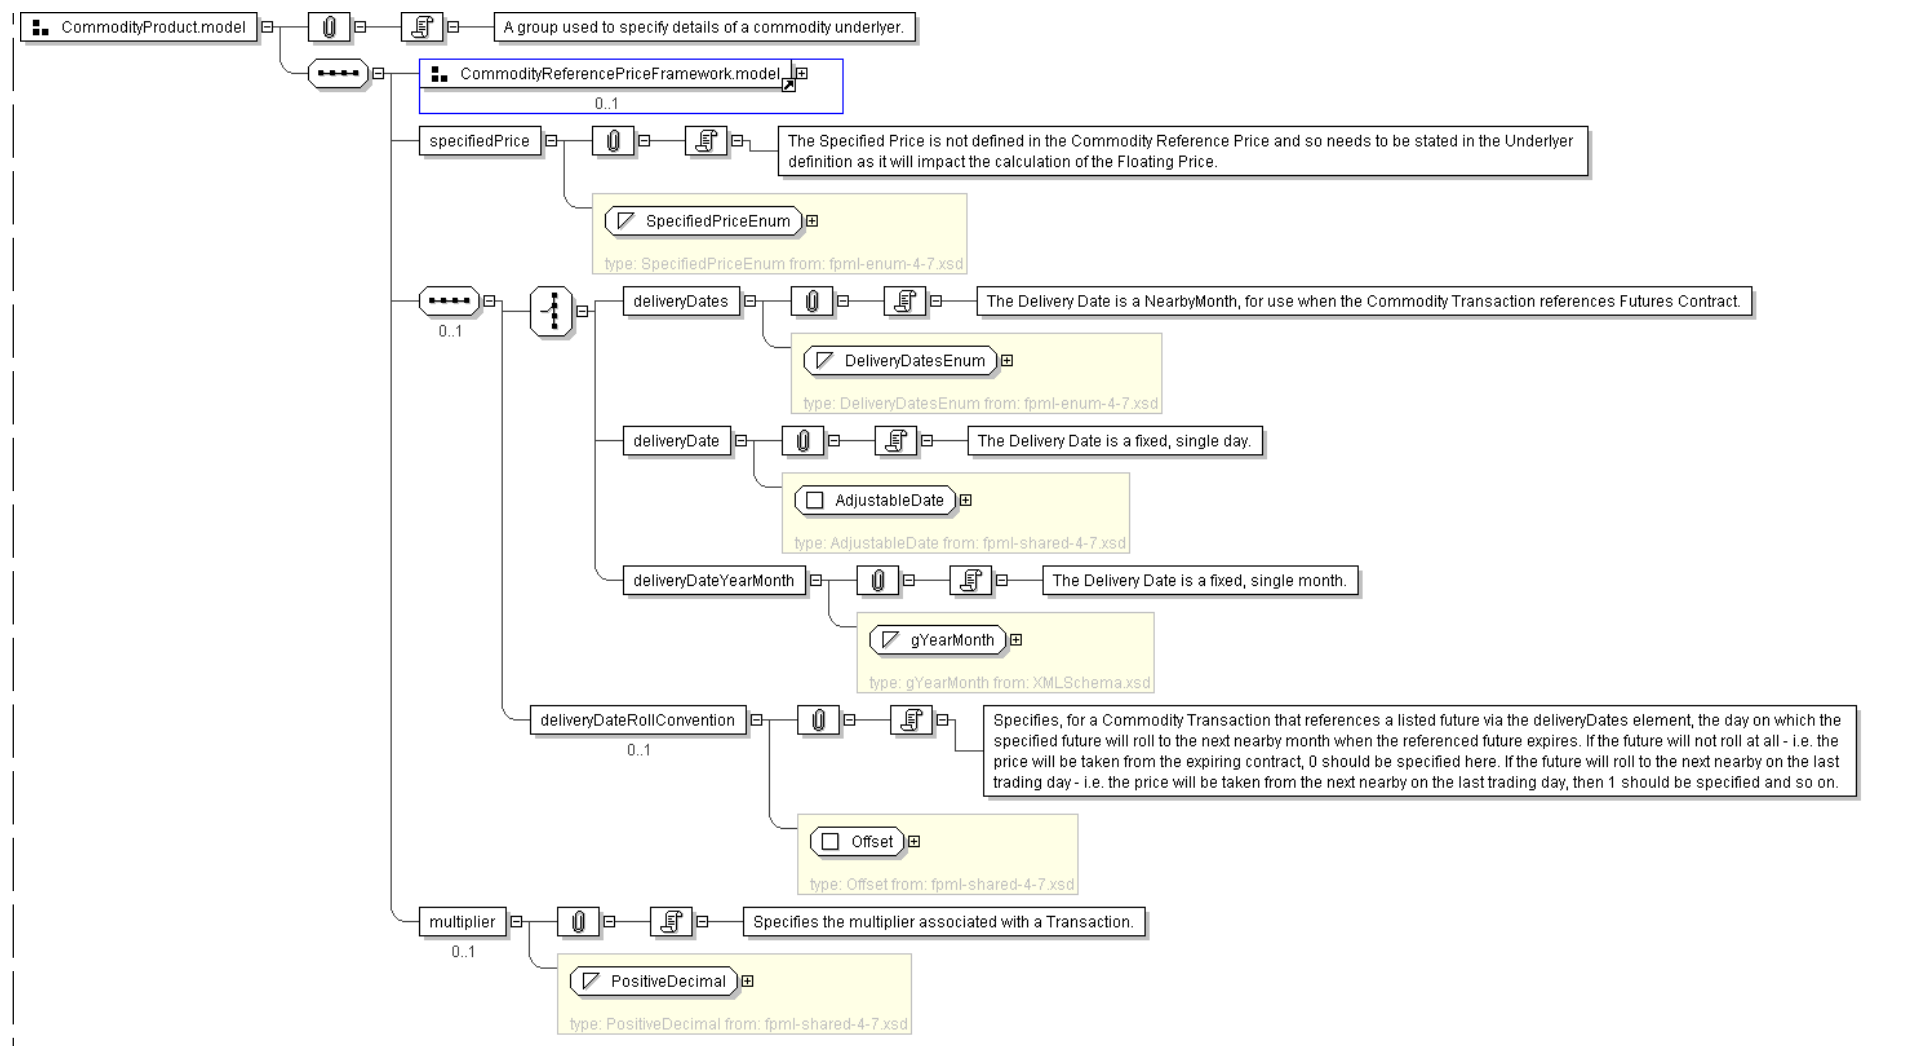 CommodityProduct.model
A group used to specify details of a commodity underlyer.
CommodityReferencePriceFramework.model
0..1
specifiedPrice
The Specified Price is not defined in the Commodity Reference Price and so needs to be stated in the Underlyer
definition as it will impact the calculation of the Floating Price.
SpecifiedPriceEnum
type: SpecifiedPriceEnum from: fpml-enum-4-7.xsd
0..1
deliveryDates
The Delivery Date is a NearbyMonth, for use when the Commodity Transaction references Futures Contract.
DeliveryDatesEnum
type: DeliveryDatesEnum from: fpml-enum-4-7.xsd
deliveryDate
The Delivery Date is a fixed, single day.
AdjustableDate
type: AdjustableDate from: fpml-shared-4-7.xsd
deliveryDateYearMonth
The Delivery Date is a fixed, single month.
gYearMonth
type: gYearMonth from: XMLSchema.xsd
deliveryDateRollConvention
0..1
Specifies, for a Commodity Transaction that references a listed future via the deliveryDates element, the day on which the
specified future will roll to the next nearby month when the referenced future expires. If the future will not roll at all - i.e. the
price will be taken from the expiring contract, 0 should be specified here. If the future will roll to the next nearby on the last
trading day - i.e. the price will be taken from the next nearby on the last trading day, then 1 should be specified and so on.
Offset
type: Offset from: fpml-shared-4-7.xsd
multiplier
0..1
Specifies the multiplier associated with a Transaction.
PositiveDecimal
type: PositiveDecimal from: fpml-shared-4-7.xsd